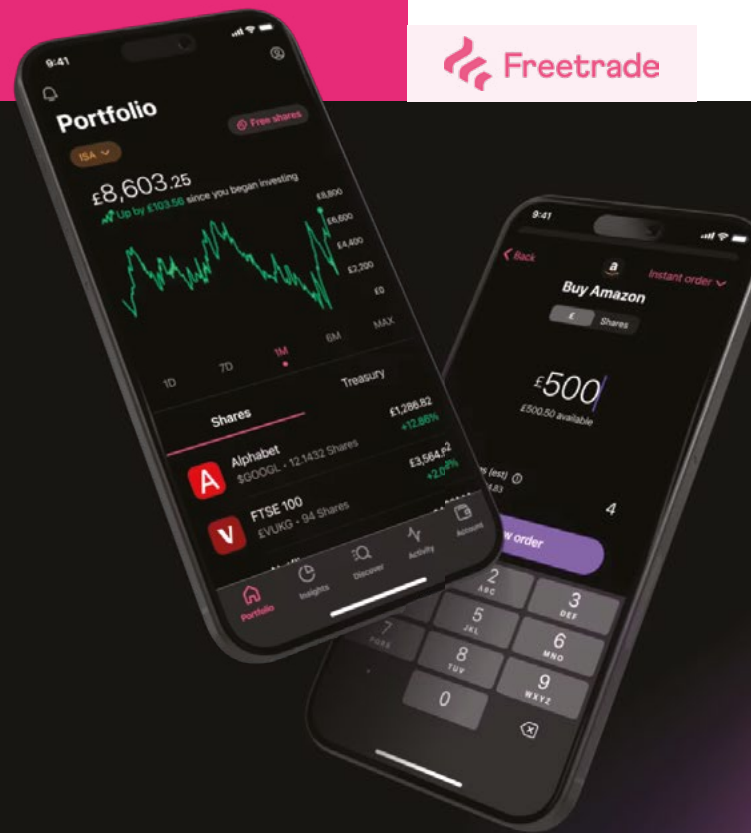 Freetrade
9:41
Portfolio
Free shares
ISA
£8,603.25
Up by £103.56 since you began investing
£8,800
£6,600
£4,400
£2,200
£0
1D 7D 1M 6M MAX
Shares Treasury
Alphabet £1,286.82
$GOOGL · 12.1432 Shares +12.86%
FTSE 100
£VUKG · 94 Shares
Portfolio Insights Discover Activity Account
9:41
Back Instant order
Buy Amazon
£ Shares
£500
£500.50 available
(est)
4
order
2 ABC 3 DEF
5 JKL 6 MNO
7 PQRS 8 TUV 9 WXYZ
0